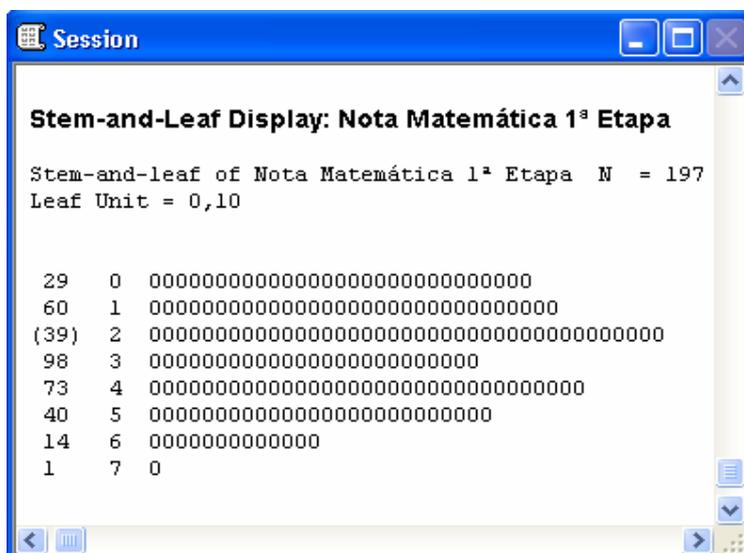 Session
Stem-and-Leaf Display: Nota Matemática 1ª Etapa
Stem-and-leaf of Nota Matemática 1ª Etapa N = 197
Leaf Unit = 0,10
29 0 00000000000000000000000000000
60 1 0000000000000000000000000000000
(39) 2 000000000000000000000000000000000000000
98 3 0000000000000000000000000
73 4 000000000000000000000000000000000
40 5 00000000000000000000000000
14 6 0000000000000
1 7 0